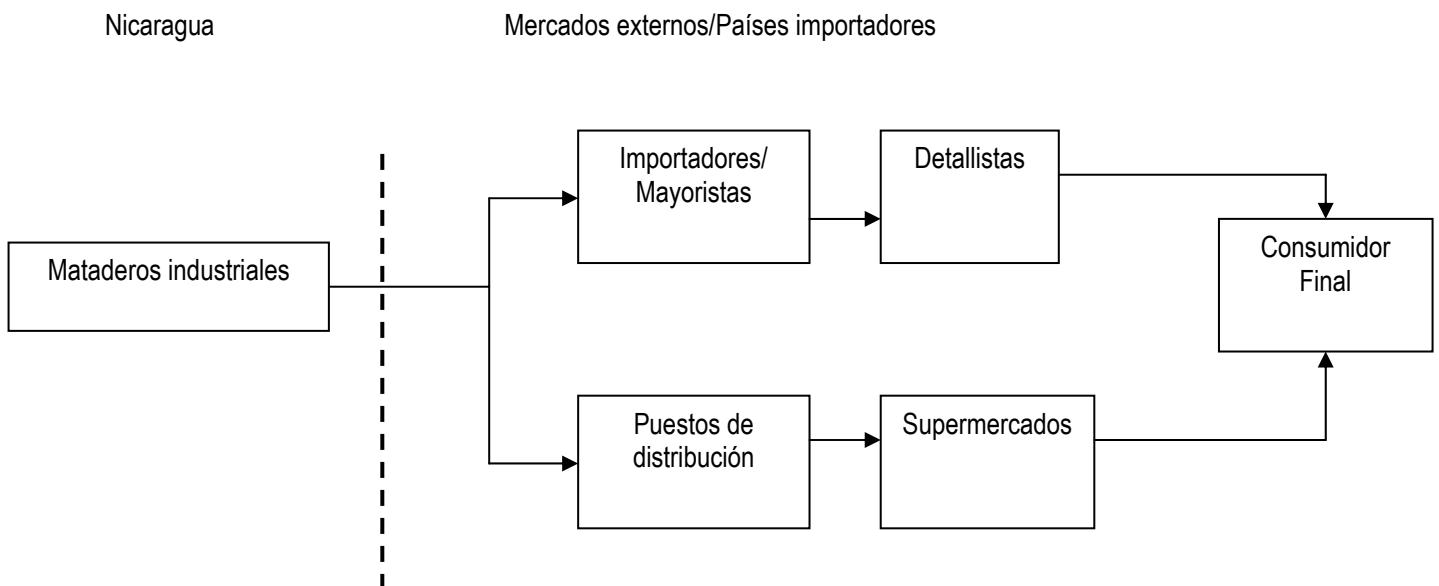 Nicaragua
Mercados externos/Países importadores
Importadores/
Mayoristas
Detallistas
Consumidor
Final
Mataderos industriales
Puestos de
distribución
Supermercados